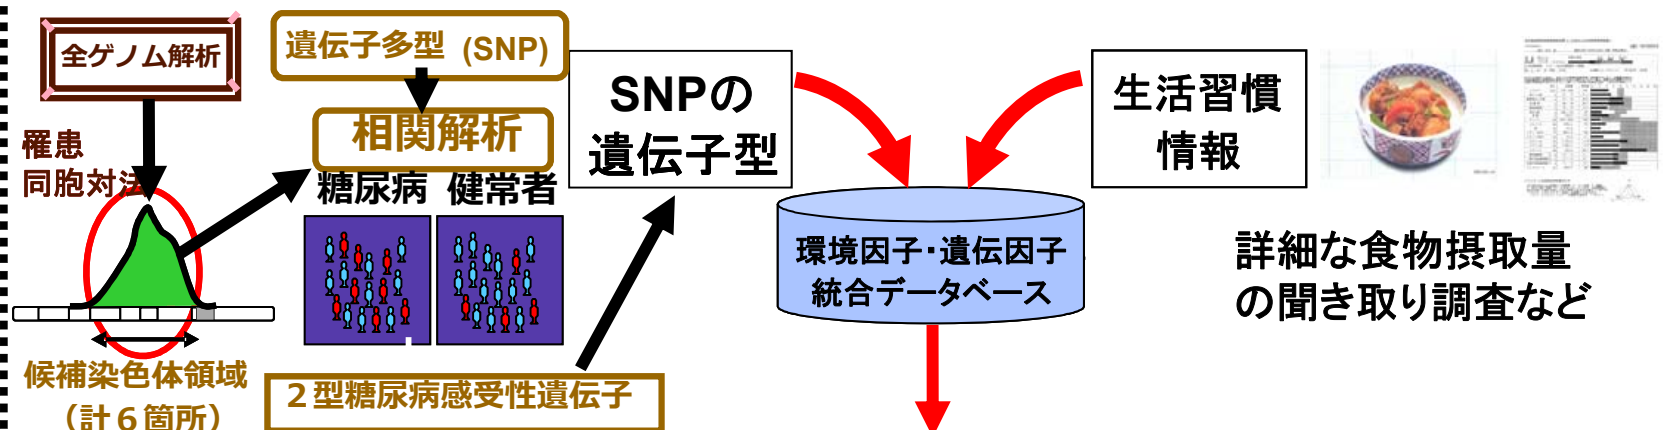 全ゲノム解析
罹患
同胞対法
候補染色体領域
（計６箇所）
遺伝子多型 (SNP)
相関解析
糖尿病 健常者
２型糖尿病感受性遺伝子
SNPの
遺伝子型
環境因子・遺伝因子
統合データベース
生活習慣
情報
詳細な食物摂取量
の聞き取り調査など